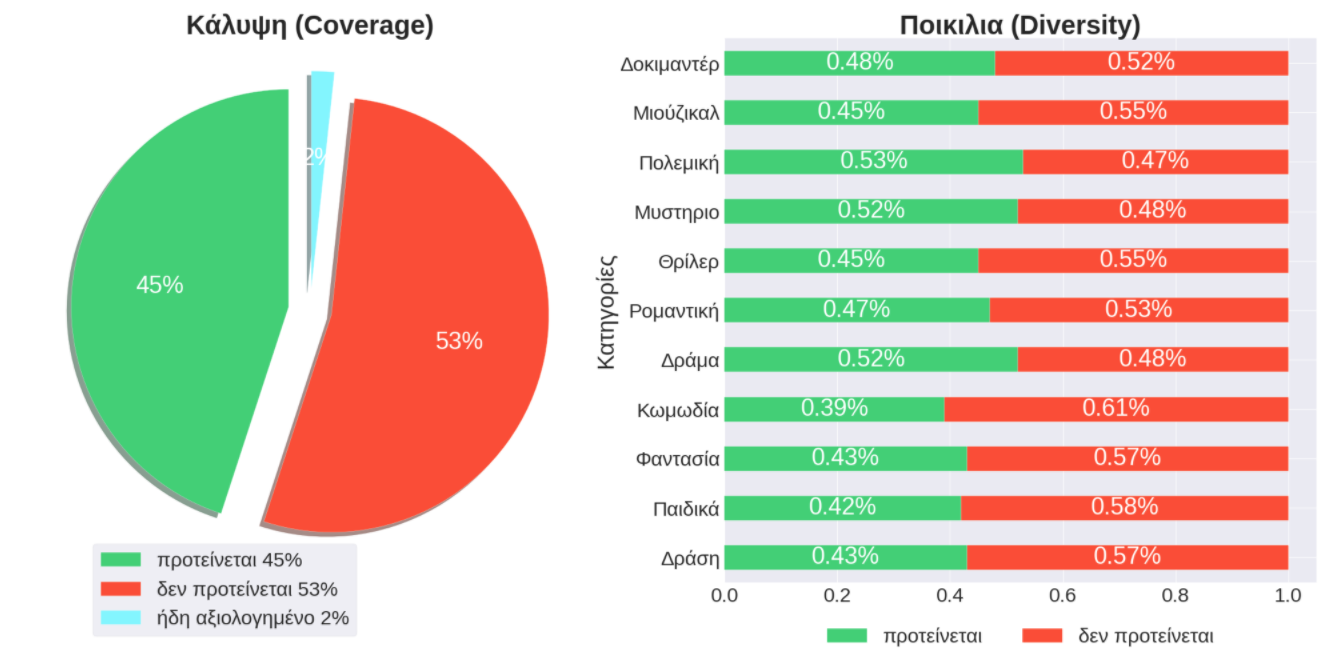 Κάλυψη (Coverage)
2%
45%
53%
προτείνεται 45%
δεν προτείνεται 53%
ήδη αξιολογημένο 2%
Ποικιλια (Diversity)
Κατηγορίες
Δοκιμαντέρ 0.48% 0.52%
Μιούζικαλ 0.45% 0.55%
Πολεμική 0.53% 0.47%
Μυστηριο 0.52% 0.48%
Θρίλερ 0.45% 0.55%
Ρομαντική 0.47% 0.53%
Δράμα 0.52% 0.48%
Κωμωδία 0.39% 0.61%
Φαντασία 0.43% 0.57%
Παιδικά 0.42% 0.58%
Δράση 0.43% 0.57%
0.0 0.2 0.4 0.6 0.8 1.0
προτείνεται δεν προτείνεται